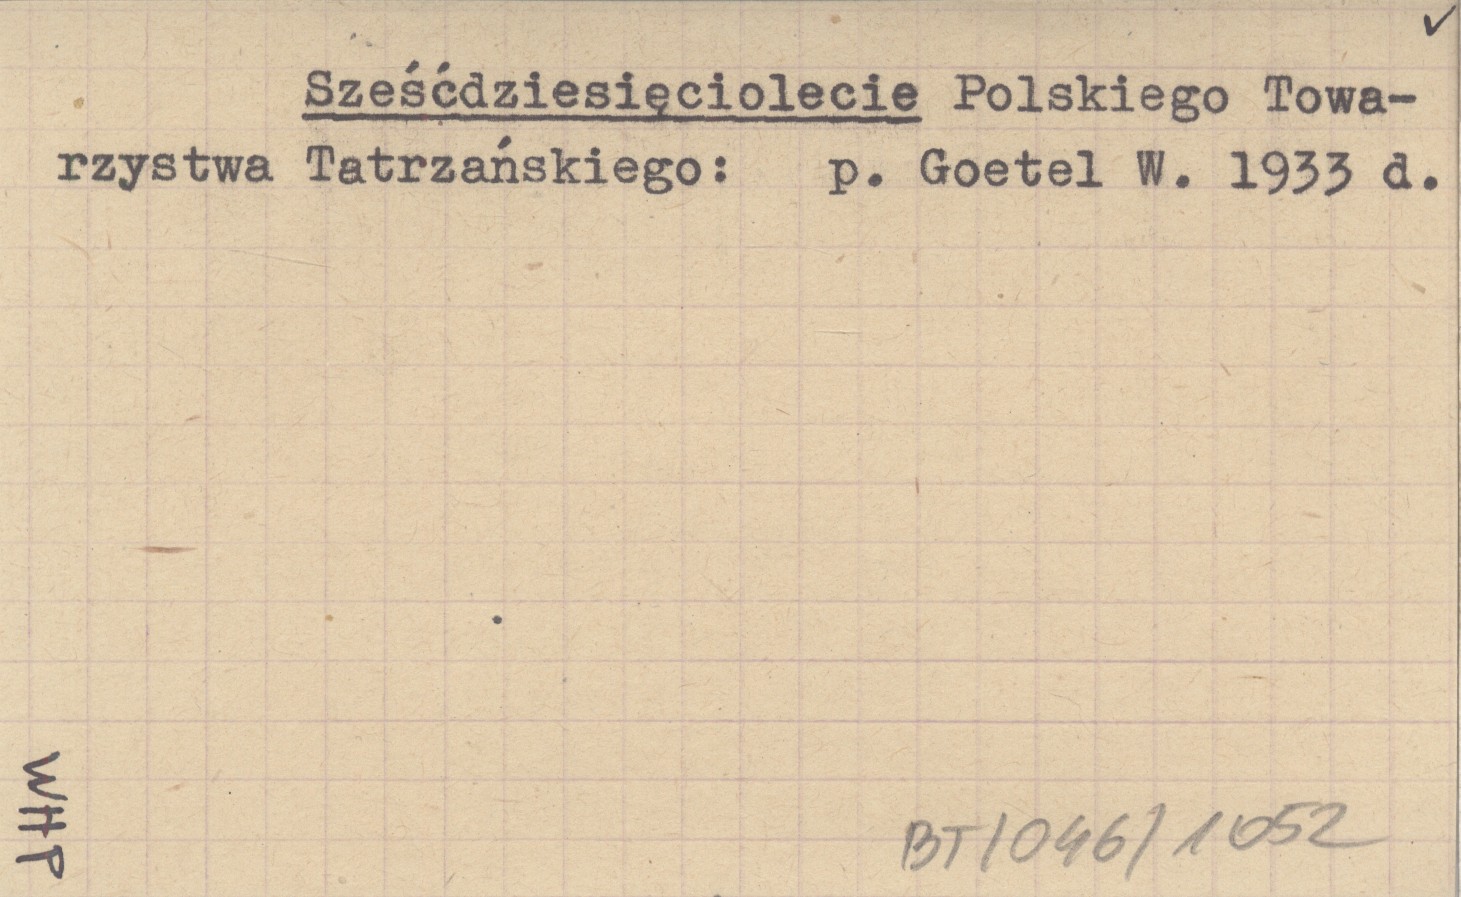 ✓
Sześćdziesięciolecie Polskiego Towa-
rzystwa Tatrzańskiego: p. Goetel W. 1933 d.
WHP
BT/046/1052